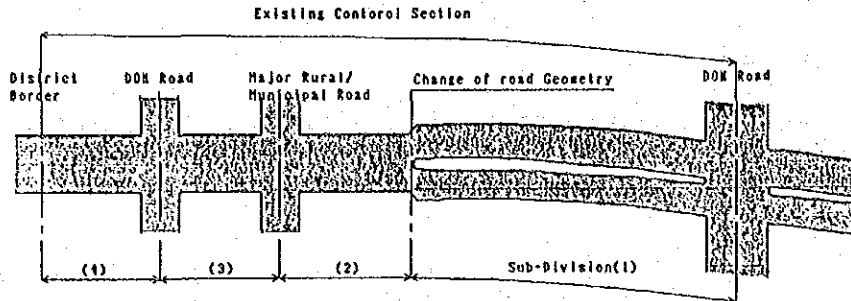 Existing Contorol Section
District
Border
DOH Road
Major Rural/
Municipal Road
Change of road Geometry
DOH Road
(4)
(3)
(2)
Sub-Division(1)